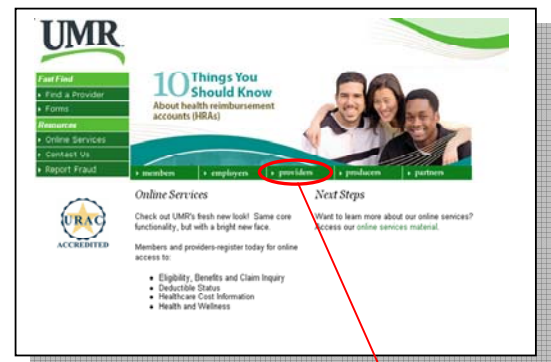 UMR
Fast Find
Find a Provider
Forms
Resources
Online Services
Contact Us
Report Fraud
10 Things You
Should Know
About health reimbursement
accounts (HRAs)
members
employers
providers
producers
partners
URAC
ACCREDITED
Online Services
Check out UMR's fresh new look! Same core
functionality, but with a bright new face.
Members and providers-register today for online
access to:
• Eligibility, Benefits and Claim Inquiry
• Deductible Status
• Healthcare Cost Information
• Health and Wellness
Next Steps
Want to learn more about our online services?
Access our online services material.